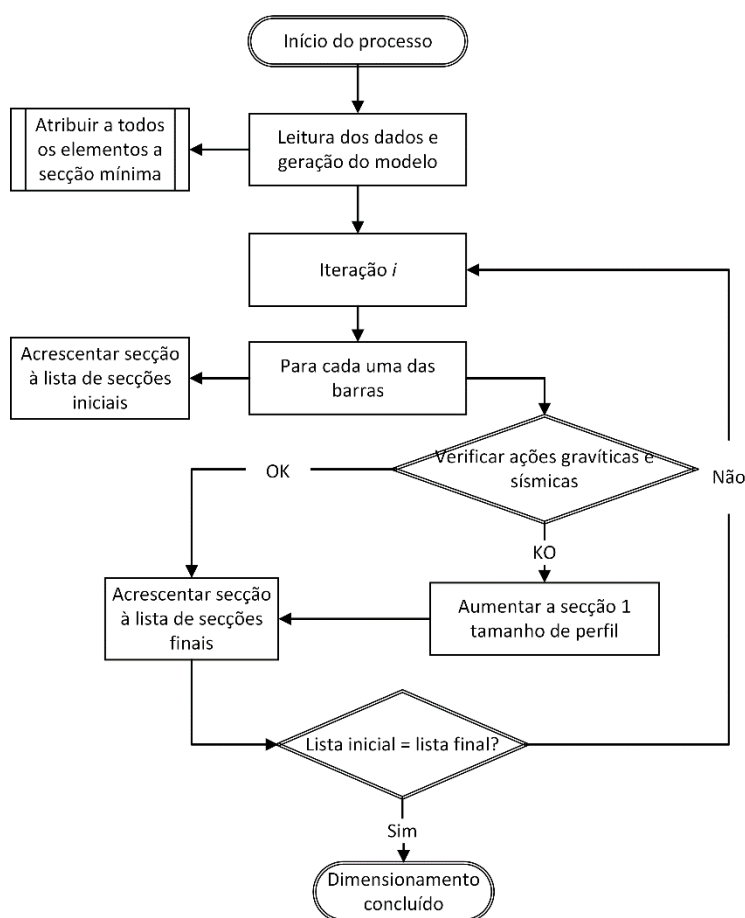 Início do processo
Atribuir a todos
os elementos a
secção mínima
Leitura dos dados e
geração do modelo
Iteração i
Acrescentar secção
à lista de secções
iniciais
Para cada uma das
barras
Verificar ações gravíticas e
sísmicas
OK
Não
KO
Acrescentar secção
à lista de secções
finais
Aumentar a secção 1
tamanho de perfil
Lista inicial = lista final?
Sim
Dimensionamento
concluído